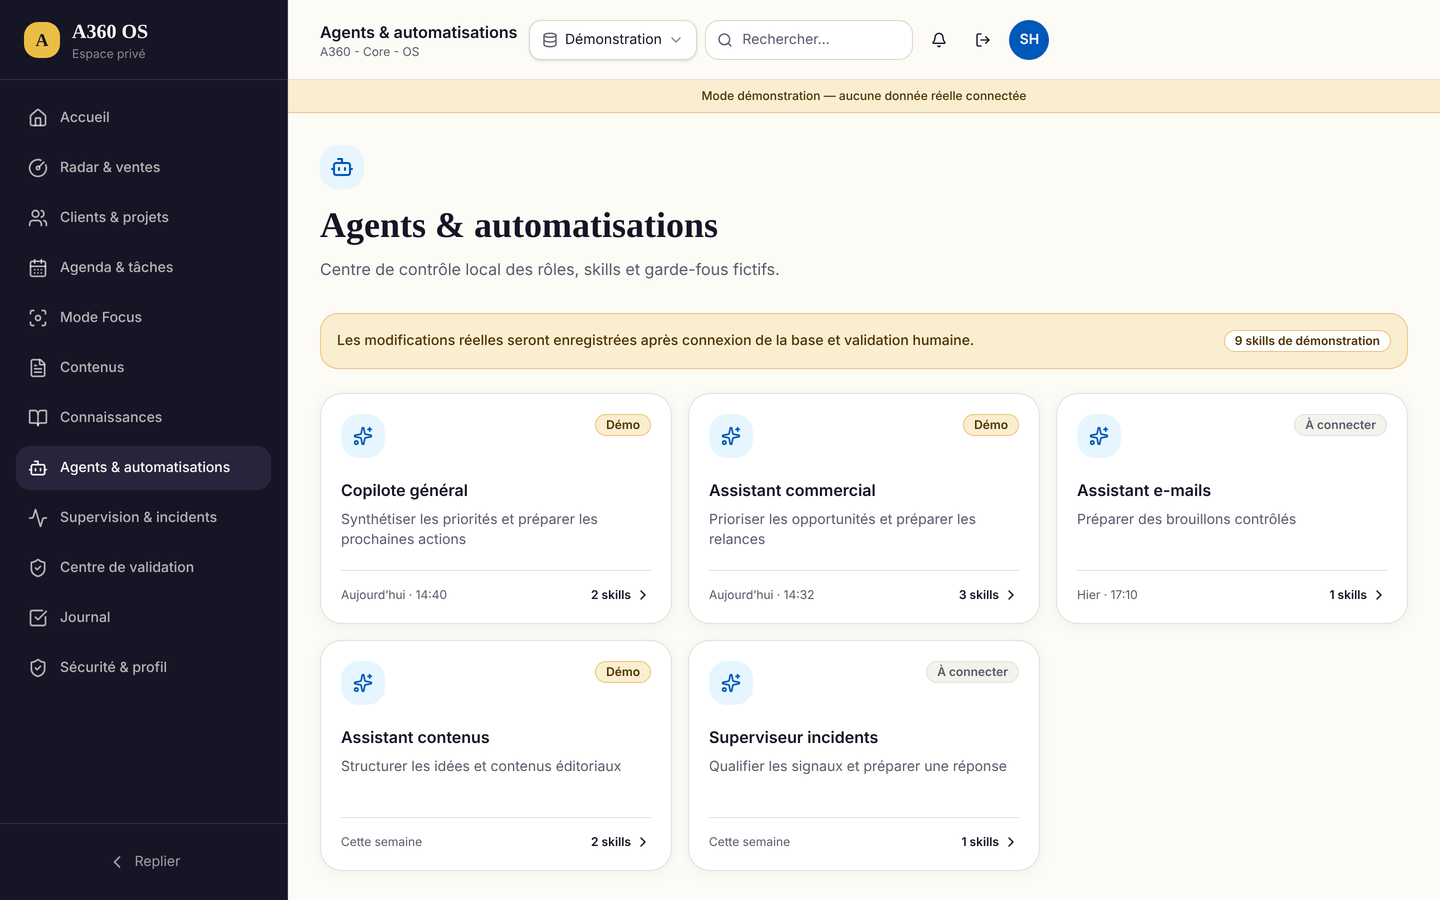 A
A360 OS
Espace privé
Accueil
Radar & ventes
Clients & projets
Agenda & tâches
Mode Focus
Contenus
Connaissances
Agents & automatisations
Supervision & incidents
Centre de validation
Journal
Sécurité & profil
Replier
Agents & automatisations
A360 - Core - OS
Démonstration
Rechercher...
SH
Mode démonstration — aucune donnée réelle connectée
Agents & automatisations
Centre de contrôle local des rôles, skills et garde-fous fictifs.
Les modifications réelles seront enregistrées après connexion de la base et validation humaine.
9 skills de démonstration
Démo
Copilote général
Synthétiser les priorités et préparer les
prochaines actions
Aujourd'hui · 14:40
2 skills
Démo
Assistant commercial
Prioriser les opportunités et préparer les
relances
Aujourd'hui · 14:32
3 skills
À connecter
Assistant e-mails
Préparer des brouillons contrôlés
Hier · 17:10
1 skills
Démo
Assistant contenus
Structurer les idées et contenus éditoriaux
Cette semaine
2 skills
À connecter
Superviseur incidents
Qualifier les signaux et préparer une réponse
Cette semaine
1 skills